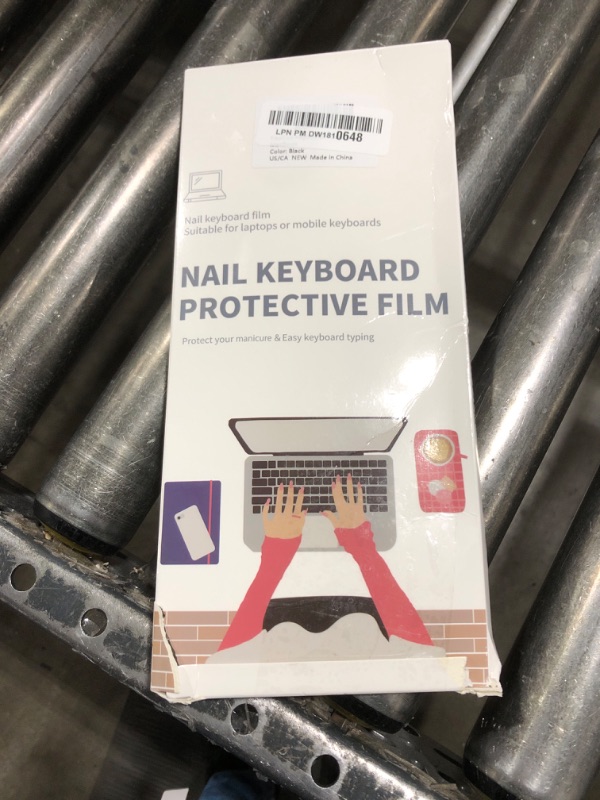 LPN PM DW1810648
Color: Black
US/CA NEW Made in China
Nail keyboard film
Suitable for laptops or mobile keyboards
NAIL KEYBOARD
PROTECTIVE FILM
Protect your manicure & Easy keyboard typing